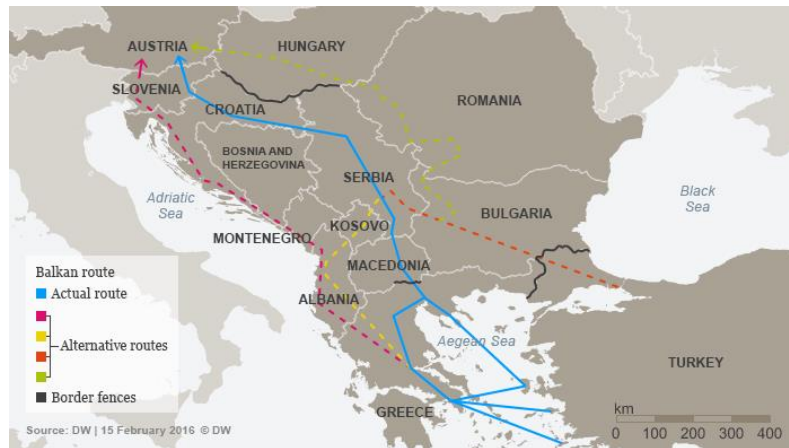 AUSTRIA
HUNGARY
SLOVENIA
CROATIA
ROMANIA
BOSNIA AND
HERZEGOVINA
SERBIA
Adriatic
Sea
Black
Sea
BULGARIA
KOSOVO
MONTENEGRO
MACEDONIA
ALBANIA
Aegean Sea
TURKEY
GREECE
Balkan route
Actual route
Alternative routes
Border fences
km
0 100 200 300 400
Source: DW | 15 February 2016 © DW